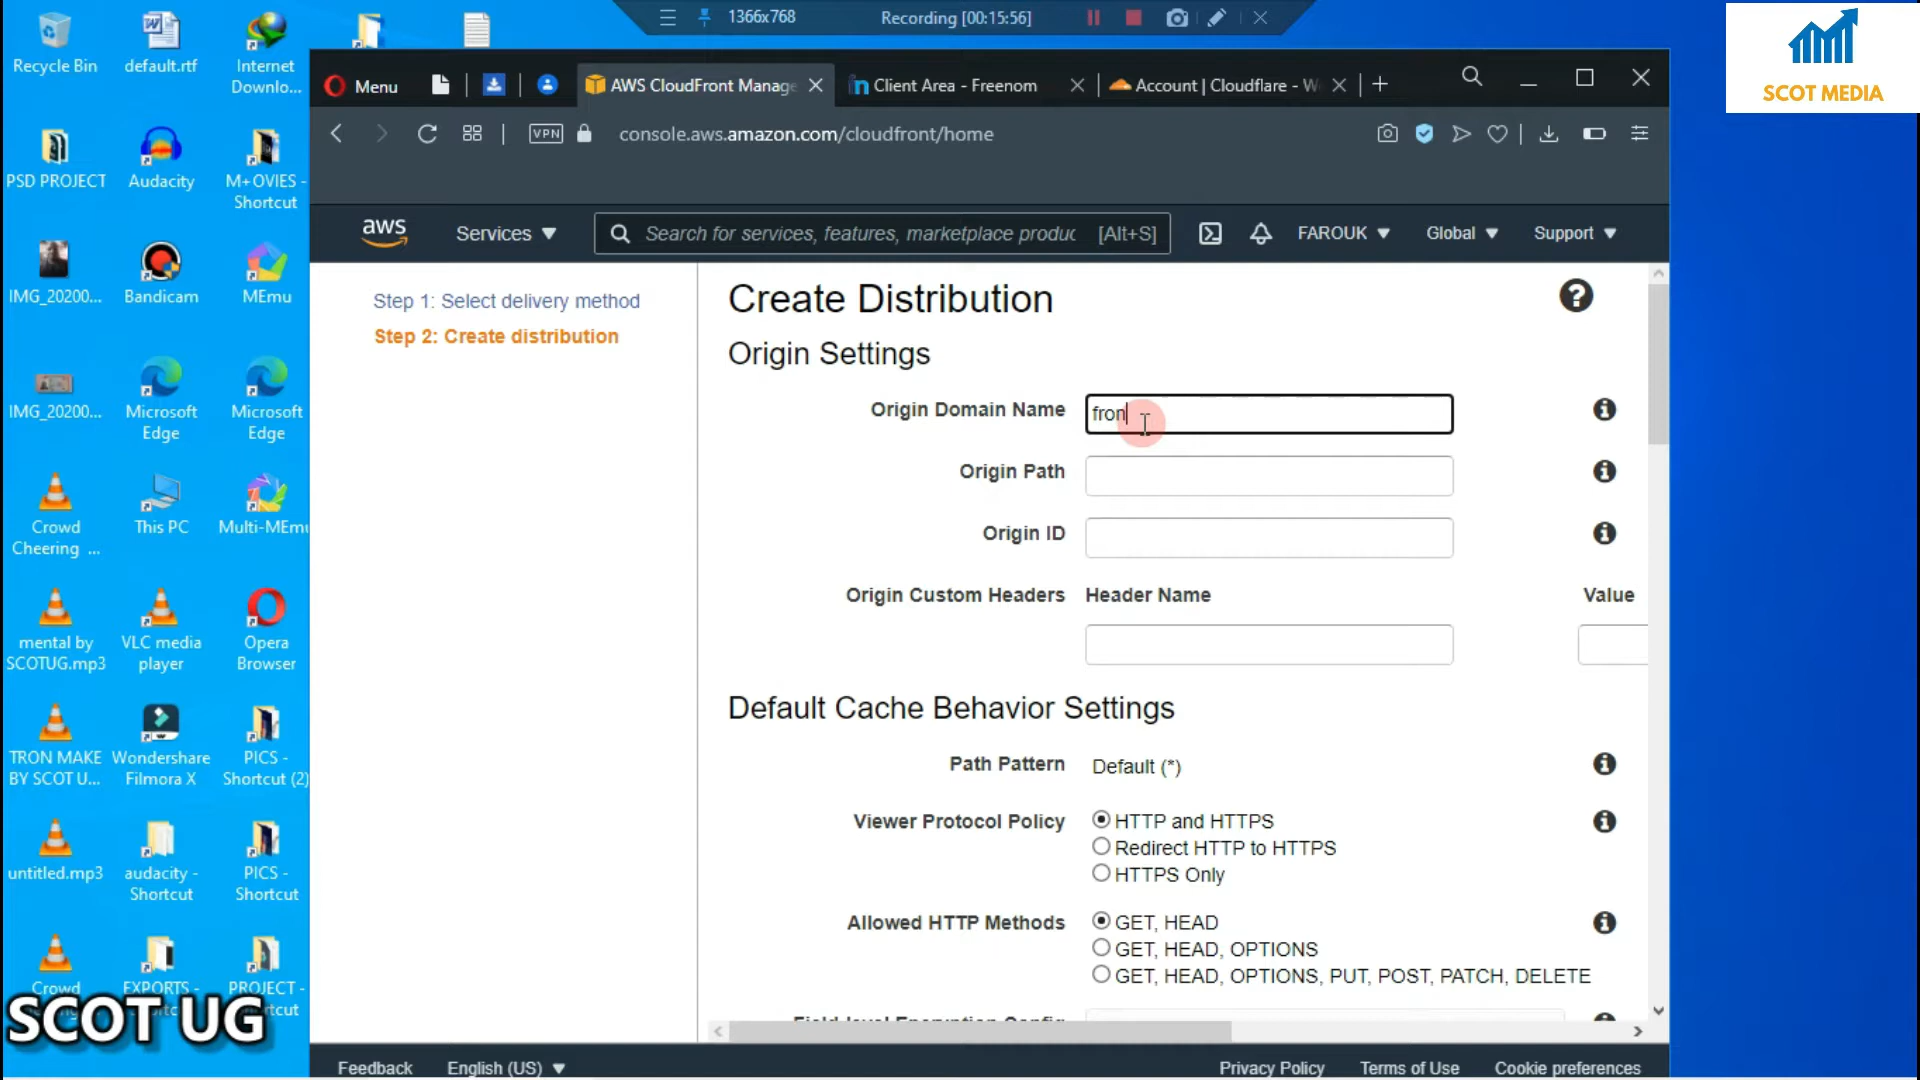 1366x768
Recording [00:15:56]
SCOT MEDIA
Recycle Bin
default.rtf
Internet
Downlo...
Menu
AWS CloudFront Manage
Client Area - Freenom
Account | Cloudflare - W
VPN
console.aws.amazon.com/cloudfront/home
PSD PROJECT
Audacity
M+OVIES -
Shortcut
aws
Services
Search for services, features, marketplace produc
[Alt+S]
FAROUK
Global
Support
IMG_20200...
Bandicam
MEmu
Step 1: Select delivery method
Step 2: Create distribution
Create Distribution
Origin Settings
Origin Domain Name
fron
Origin Path
Origin ID
Origin Custom Headers
Header Name
Value
Default Cache Behavior Settings
Path Pattern
Default (*)
Viewer Protocol Policy
HTTP and HTTPS
Redirect HTTP to HTTPS
HTTPS Only
Allowed HTTP Methods
GET, HEAD
GET, HEAD, OPTIONS
GET, HEAD, OPTIONS, PUT, POST, PATCH, DELETE
Field-level Encryption Config
IMG_20200...
Microsoft
Edge
Microsoft
Edge
Crowd
Cheering ...
This PC
Multi-MEmu
mental by
SCOTUG.mp3
VLC media
player
Opera
Browser
TRON MAKE
BY SCOT U...
Wondershare
Filmora X
PICS -
Shortcut (2)
untitled.mp3
audacity -
Shortcut
PICS -
Shortcut
Crowd
EXPORTS -
PROJECT -
SCOT UG
Feedback
English (US)
Privacy Policy
Terms of Use
Cookie preferences